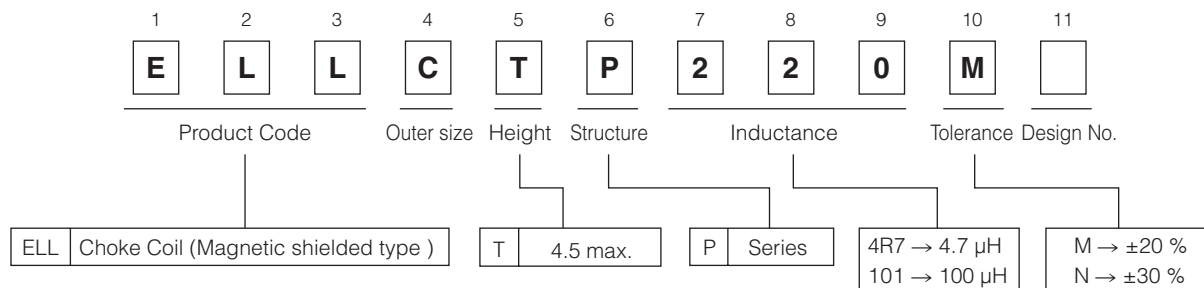 1 2 3 4 5 6 7 8 9 10 11
E L L C T P 2 2 0 M
Product Code Outer size Height Structure Inductance Tolerance Design No.
ELL Choke Coil (Magnetic shielded type ) T 4.5 max. P Series 4R7 → 4.7 µH M → ±20 %
101 → 100 µH N → ±30 %